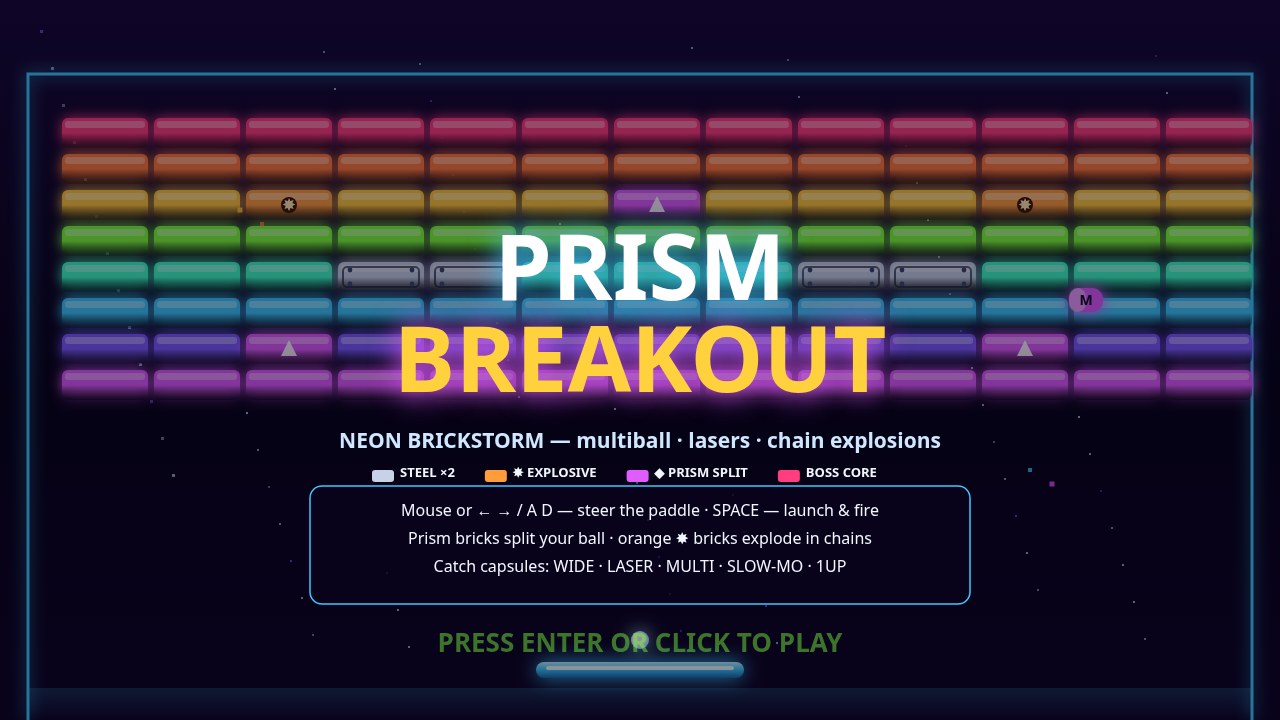 M
PRISM
BREAKOUT
NEON BRICKSTORM — multiball · lasers · chain explosions
STEEL ×2 ✸ EXPLOSIVE ◆ PRISM SPLIT BOSS CORE
Mouse or ← → / A D — steer the paddle · SPACE — launch & fire
Prism bricks split your ball · orange ✸ bricks explode in chains
Catch capsules: WIDE · LASER · MULTI · SLOW-MO · 1UP
PRESS ENTER OR CLICK TO PLAY